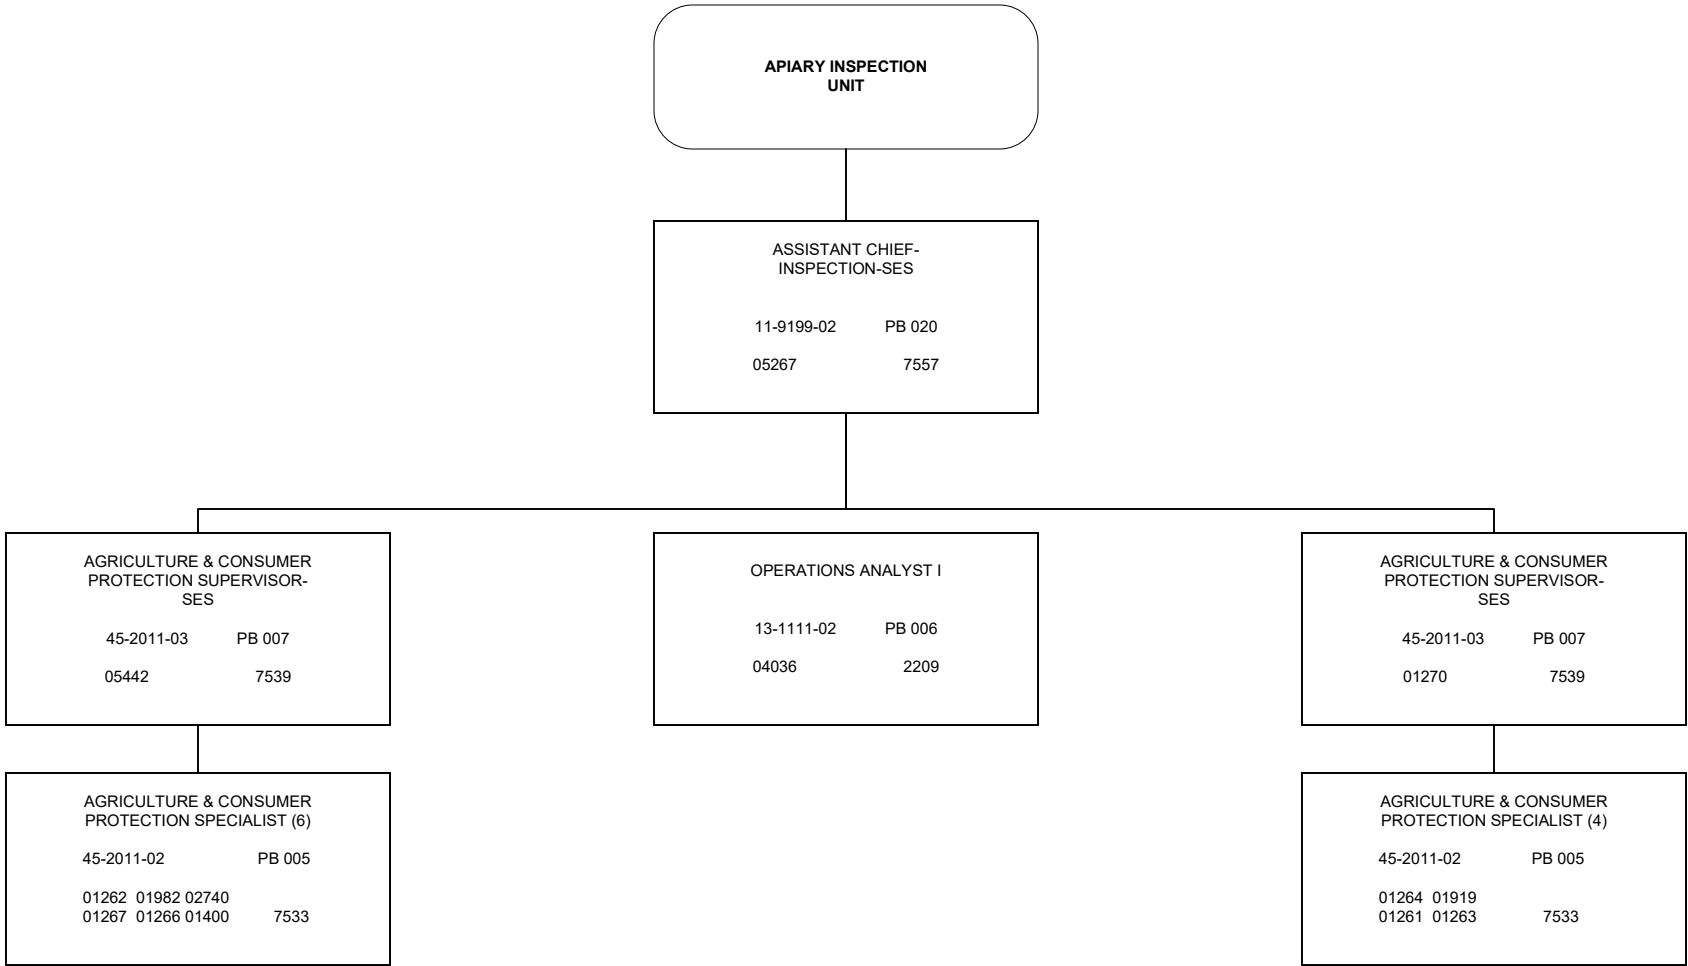 APIARY INSPECTION
UNIT
ASSISTANT CHIEF-
INSPECTION-SES
11-9199-02 PB 020
05267 7557
AGRICULTURE & CONSUMER
PROTECTION SUPERVISOR-
SES
45-2011-03 PB 007
05442 7539
OPERATIONS ANALYST I
13-1111-02 PB 006
04036 2209
AGRICULTURE & CONSUMER
PROTECTION SUPERVISOR-
SES
45-2011-03 PB 007
01270 7539
AGRICULTURE & CONSUMER
PROTECTION SPECIALIST (6)
45-2011-02 PB 005
01262 01982 02740
01267 01266 01400 7533
AGRICULTURE & CONSUMER
PROTECTION SPECIALIST (4)
45-2011-02 PB 005
01264 01919
01261 01263 7533